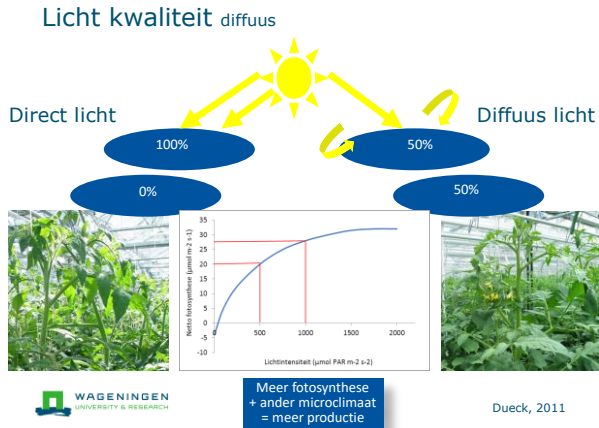 Licht kwaliteit diffuus
Direct licht
Diffuus licht
100%
50%
0%
50%
35
30
25
20
15
10
5
0
-5
-10
0
500
1000
1500
2000
Netto fotosynthese (µmol m-2 s-1)
Lichtintensiteit (µmol PAR m-2 s-2)
WAGENINGEN
UNIVERSITY & RESEARCH
Meer fotosynthese
+ ander microclimaat
= meer productie
Dueck, 2011